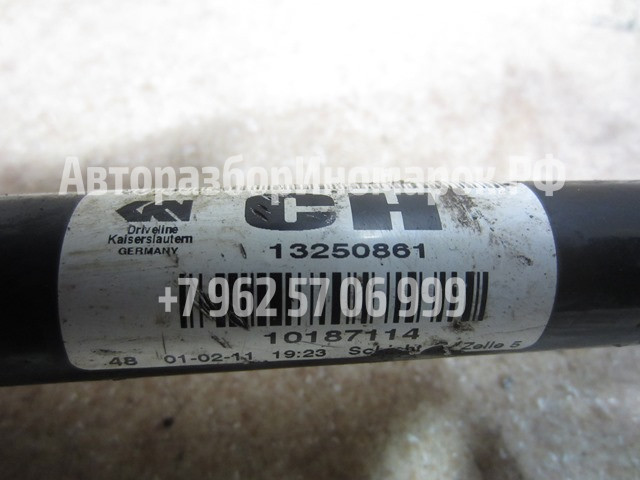 АвторазборИномарок.РФ
GKN CH
Driveline
Kaiserslautern
GERMANY
13250861
+7 962 57 06 999
10187114
48 01-02-11 19:23 Zelle 5